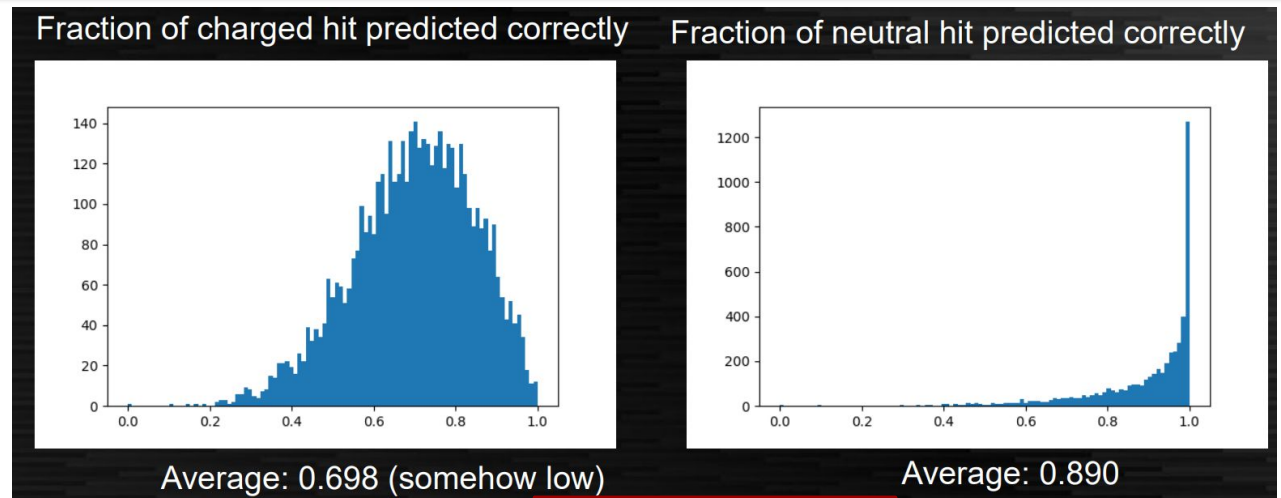 Fraction of charged hit predicted correctly
Fraction of neutral hit predicted correctly
140
120
100
80
60
40
20
0
0.0 0.2 0.4 0.6 0.8 1.0
1200
1000
800
600
400
200
0
0.0 0.2 0.4 0.6 0.8 1.0
Average: 0.698 (somehow low)
Average: 0.890